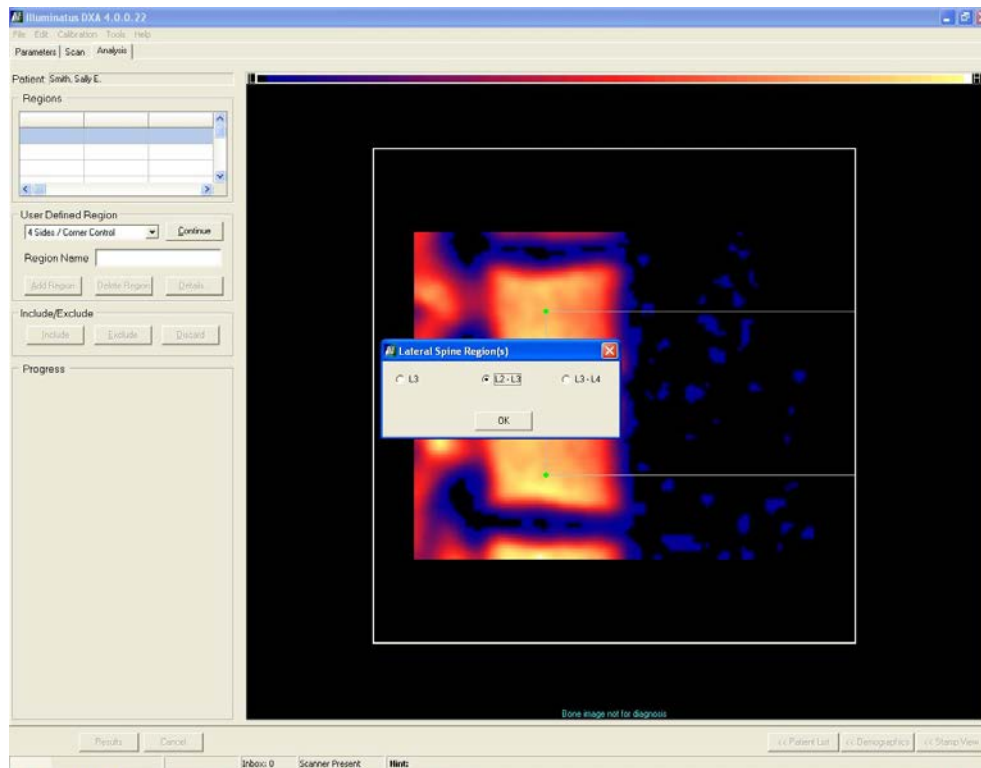 Illuminatus DXA 4.0.0.22
File Edit Calibration Tools Help
Parameters Scan Analysis
Patient: Smith, Sally E.
Regions
User Defined Region
4 Sides / Corner Control Continue
Region Name
Add Region Delete Region Details
Include/Exclude
Include Exclude Discard
Progress
Lateral Spine Region(s)
L3 L2 - L3 L3 - L4
OK
Bone image not for diagnosis
Results Cancel << Patient List << Demographics << Stamp View
Inbox: 0 Scanner Present Hint: